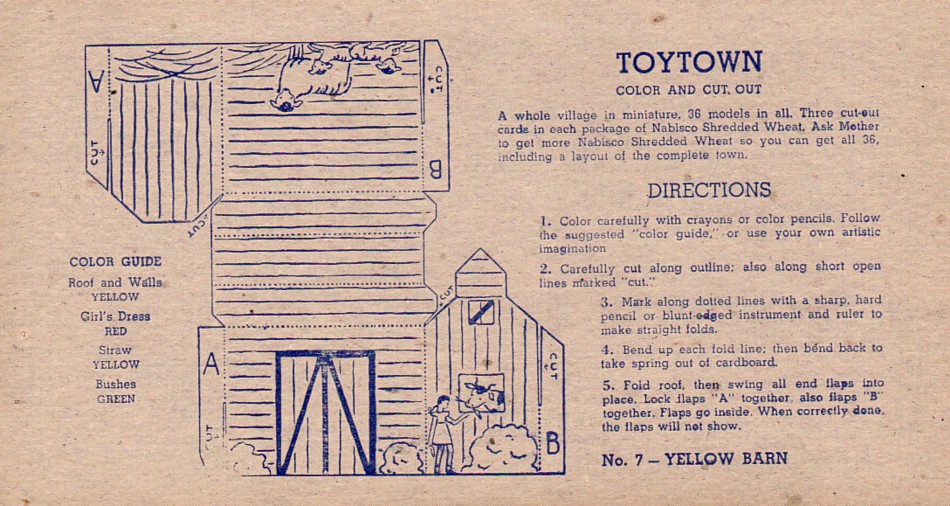 TOYTOWN
COLOR AND CUT OUT
A whole village in miniature, 36 models in all. Three cut-out
cards in each package of Nabisco Shredded Wheat. Ask Mother
to get more Nabisco Shredded Wheat so you can get all 36,
including a layout of the complete town.
DIRECTIONS
1. Color carefully with crayons or color pencils. Follow
the suggested "color guide," or use your own artistic
imagination
2. Carefully cut along outline; also along short open
lines marked "cut."
3. Mark along dotted lines with a sharp, hard
pencil or blunt-edged instrument and ruler to
make straight folds.
4. Bend up each fold line; then bend back to
take spring out of cardboard.
5. Fold roof, then swing all end flaps into
place. Lock flaps "A" together, also flaps "B"
together. Flaps go inside. When correctly done,
the flaps will not show.
No. 7 – YELLOW BARN
COLOR GUIDE
Roof and Walls
YELLOW
Girl's Dress
RED
Straw
YELLOW
Bushes
GREEN
A
CUT
CUT
B
CUT
CUT
A
CUT
CUT
B